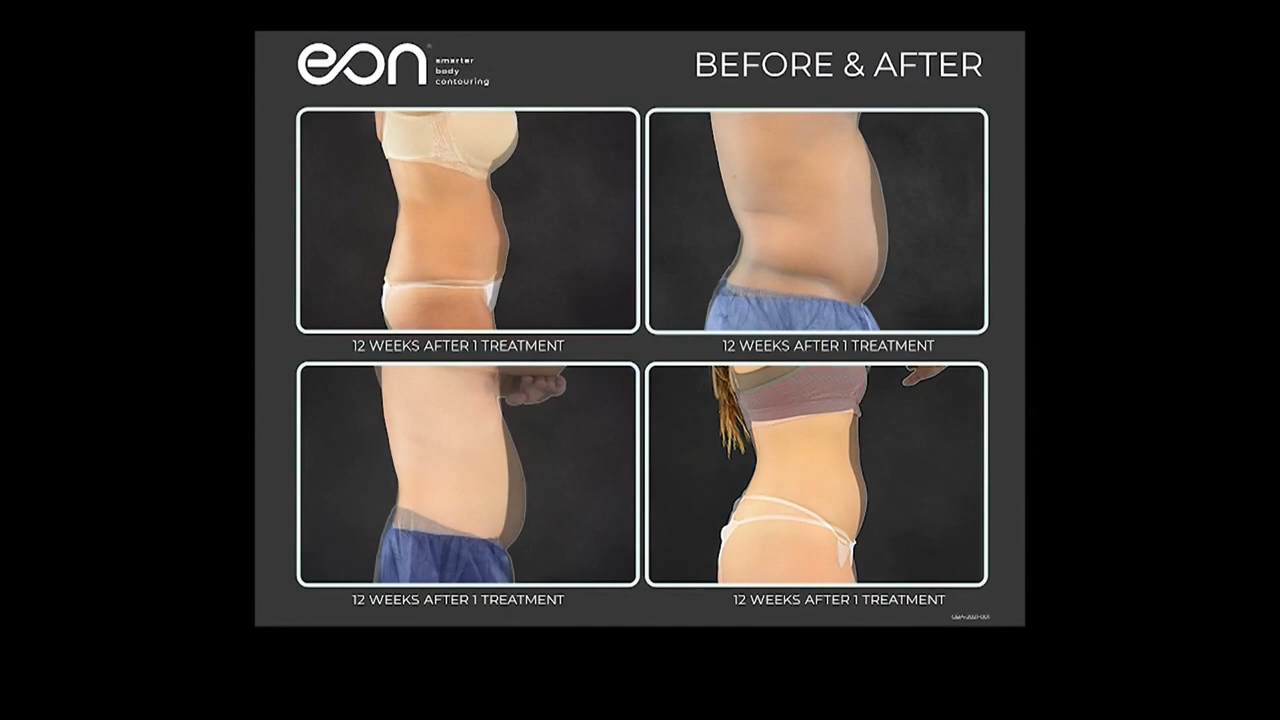 eon
smarter
body
contouring
BEFORE & AFTER
12 WEEKS AFTER 1 TREATMENT
12 WEEKS AFTER 1 TREATMENT
12 WEEKS AFTER 1 TREATMENT
12 WEEKS AFTER 1 TREATMENT